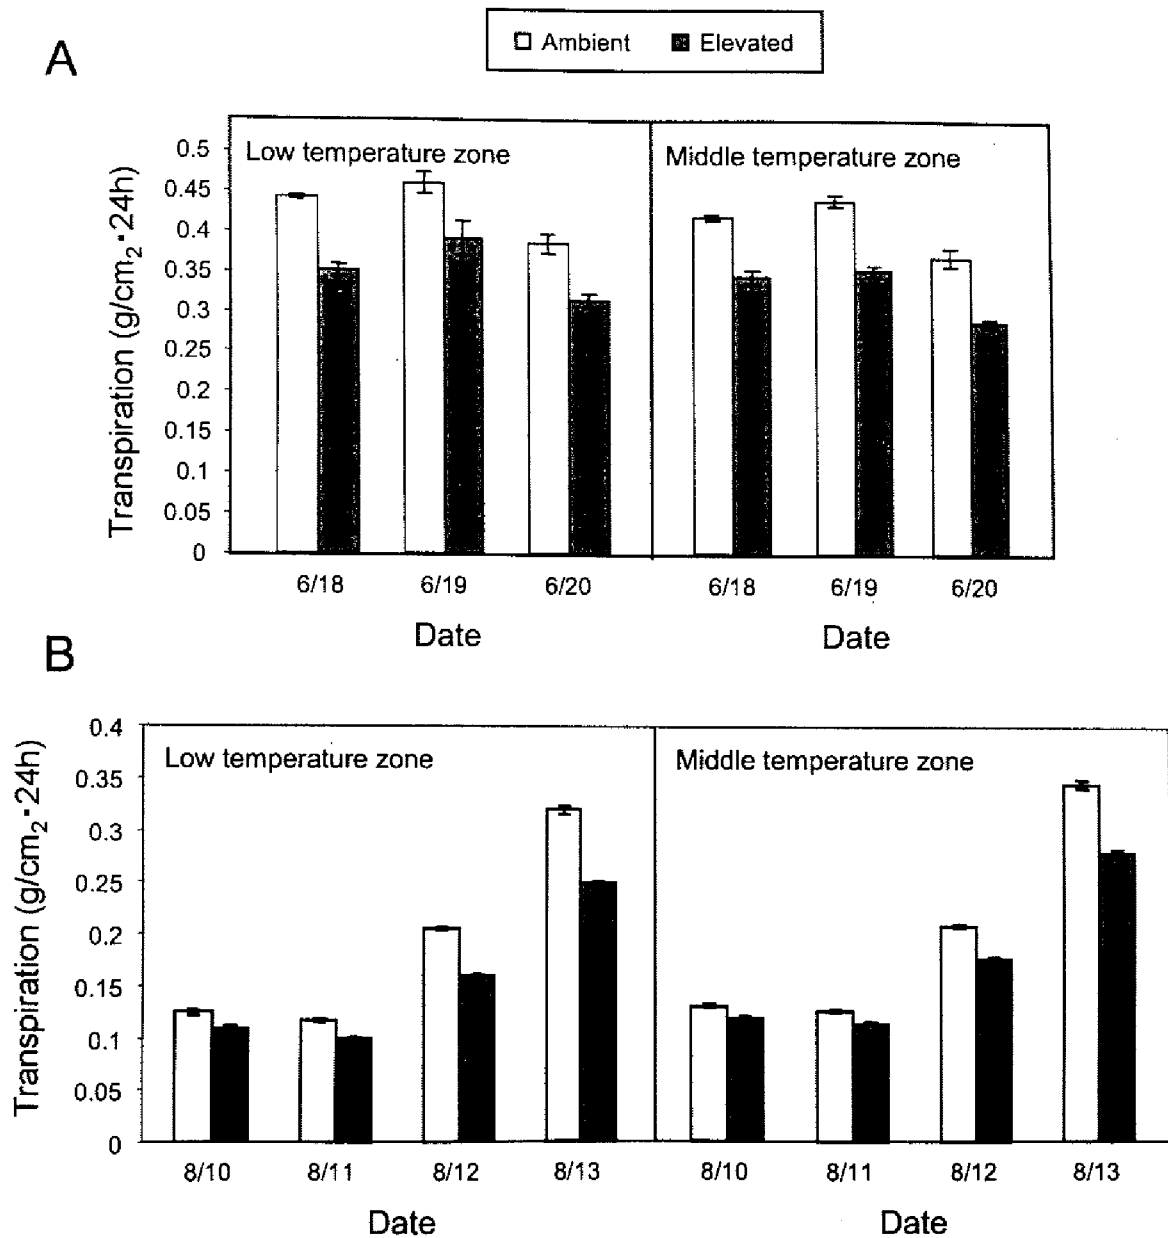 A
Ambient Elevated
Low temperature zone Middle temperature zone
Transpiration (g/cm2·24h)
0.5
0.45
0.4
0.35
0.3
0.25
0.2
0.15
0.1
0.05
0
6/18 6/19 6/20 6/18 6/19 6/20
Date Date
B
Low temperature zone Middle temperature zone
Transpiration (g/cm2·24h)
0.4
0.35
0.3
0.25
0.2
0.15
0.1
0.05
0
8/10 8/11 8/12 8/13 8/10 8/11 8/12 8/13
Date Date